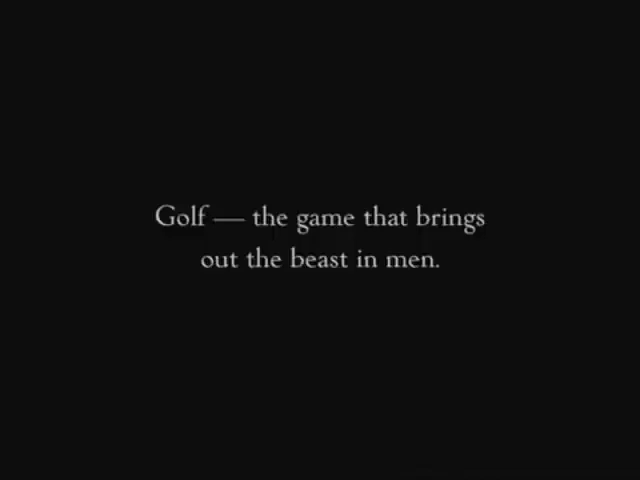 Golf — the game that brings
out the beast in men.